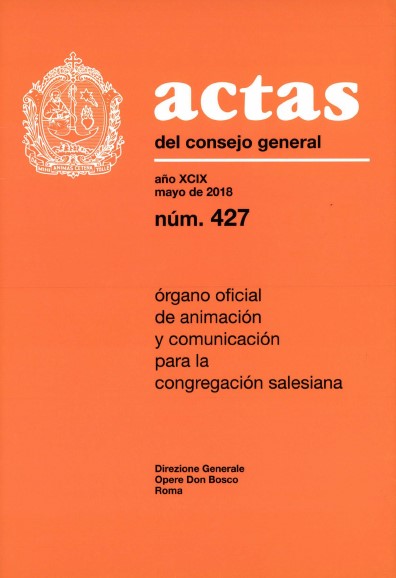 actas
del consejo general
año XCIX
mayo de 2018
núm. 427
órgano oficial
de animación
y comunicación
para la
congregación salesiana
Direzione Generale
Opere Don Bosco
Roma